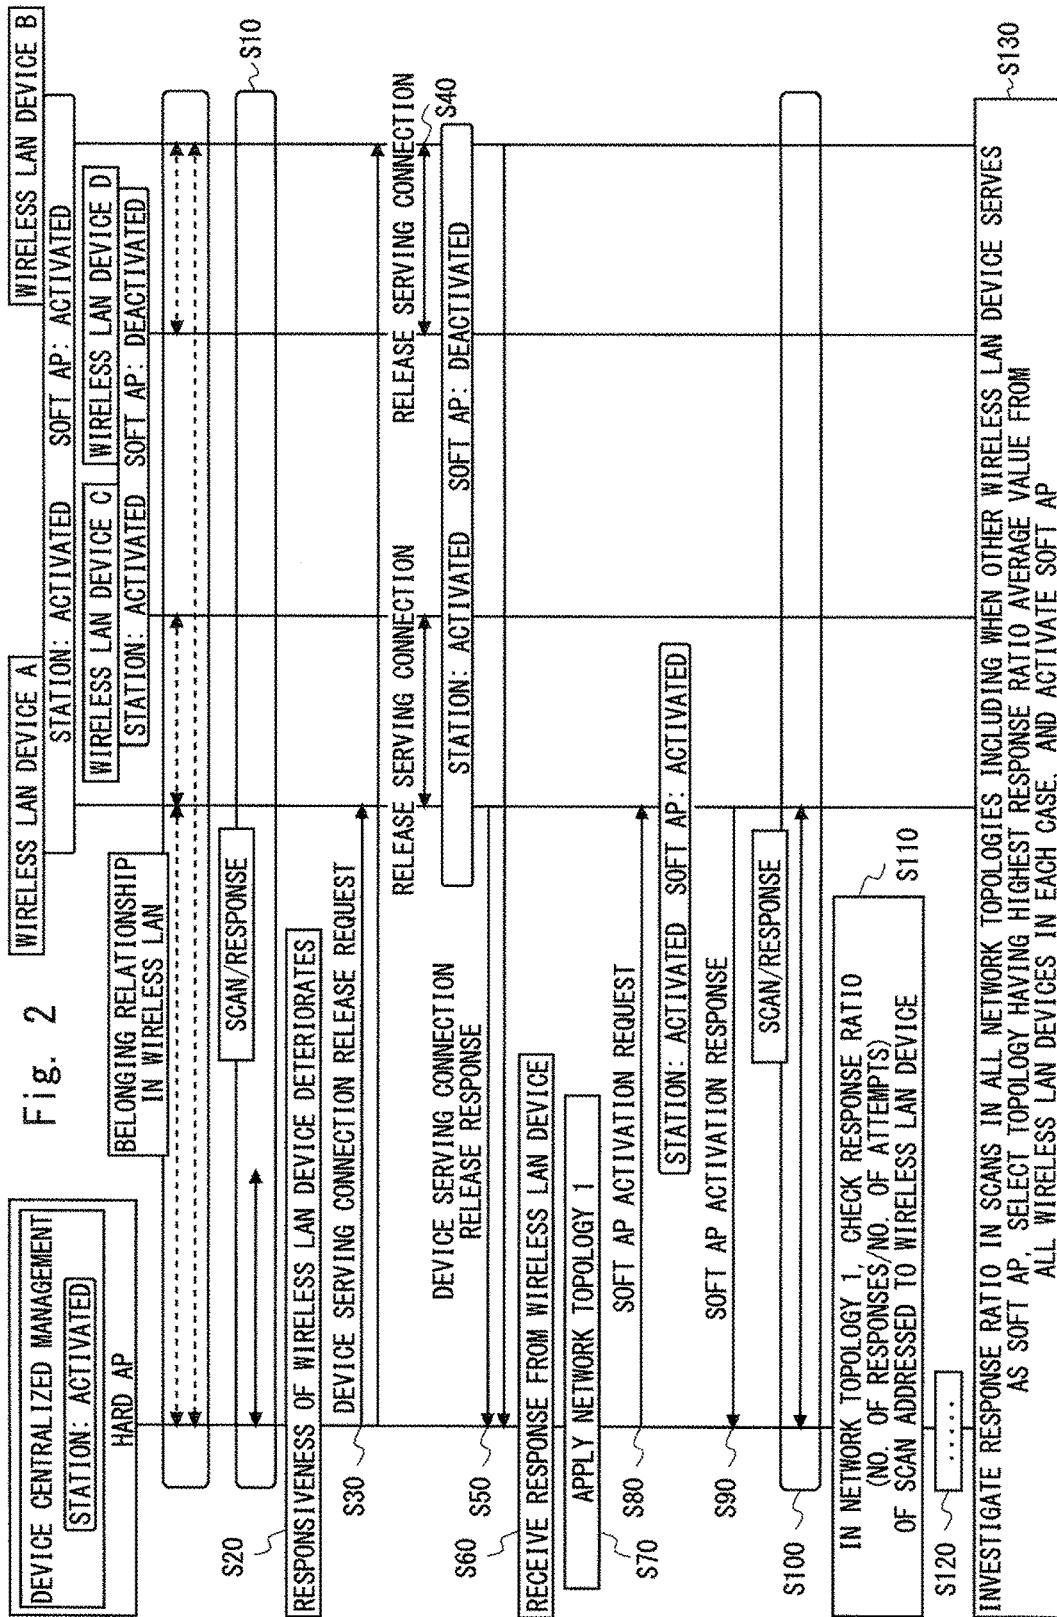 Fig. 2
DEVICE CENTRALIZED MANAGEMENT
STATION: ACTIVATED
HARD AP
WIRELESS LAN DEVICE A
WIRELESS LAN DEVICE B
STATION: ACTIVATED SOFT AP: ACTIVATED
WIRELESS LAN DEVICE C
WIRELESS LAN DEVICE D
STATION: ACTIVATED SOFT AP: DEACTIVATED
BELONGING RELATIONSHIP
IN WIRELESS LAN
SCAN/RESPONSE
S10
S20
RESPONSIVENESS OF WIRELESS LAN DEVICE DETERIORATES
DEVICE SERVING CONNECTION RELEASE REQUEST
S30
RELEASE SERVING CONNECTION
RELEASE SERVING CONNECTION
S40
STATION: ACTIVATED SOFT AP: DEACTIVATED
DEVICE SERVING CONNECTION
RELEASE RESPONSE
S50
S60
RECEIVE RESPONSE FROM WIRELESS LAN DEVICE
APPLY NETWORK TOPOLOGY 1
S70
SOFT AP ACTIVATION REQUEST
S80
STATION: ACTIVATED SOFT AP: ACTIVATED
SOFT AP ACTIVATION RESPONSE
S90
SCAN/RESPONSE
S100
IN NETWORK TOPOLOGY 1, CHECK RESPONSE RATIO
(NO. OF RESPONSES/NO. OF ATTEMPTS)
OF SCAN ADDRESSED TO WIRELESS LAN DEVICE
S110
S120
......
S130
INVESTIGATE RESPONSE RATIO IN SCANS IN ALL NETWORK TOPOLOGIES INCLUDING WHEN OTHER WIRELESS LAN DEVICE SERVES
AS SOFT AP, SELECT TOPOLOGY HAVING HIGHEST RESPONSE RATIO AVERAGE VALUE FROM
ALL WIRELESS LAN DEVICES IN EACH CASE, AND ACTIVATE SOFT AP